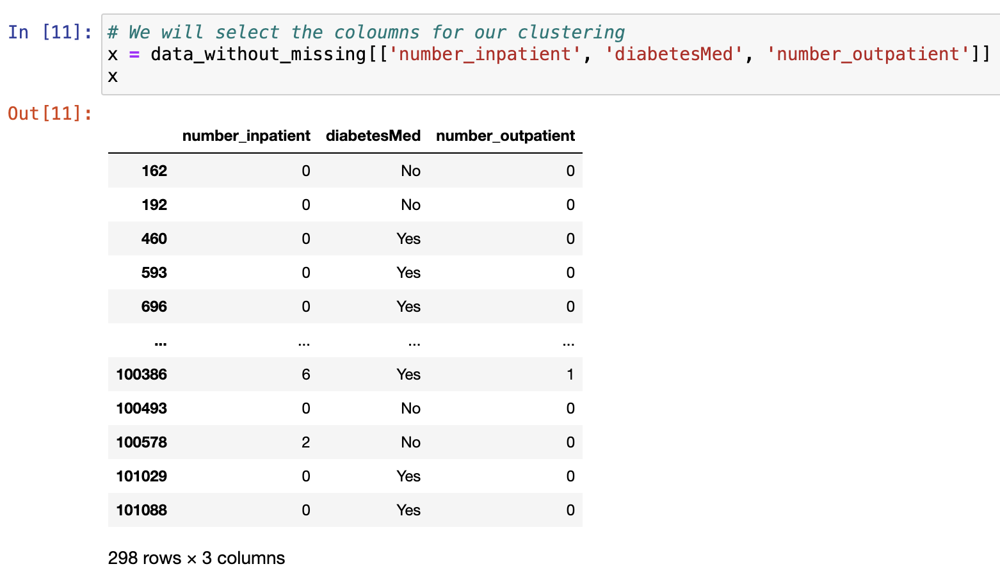 In [11]: # We will select the coloumns for our clustering
x = data_without_missing[['number_inpatient', 'diabetesMed', 'number_outpatient']]
x
Out[11]:
number_inpatient diabetesMed number_outpatient
162 0 No 0
192 0 No 0
460 0 Yes 0
593 0 Yes 0
696 0 Yes 0
... ... ... ...
100386 6 Yes 1
100493 0 No 0
100578 2 No 0
101029 0 Yes 0
101088 0 Yes 0
298 rows × 3 columns